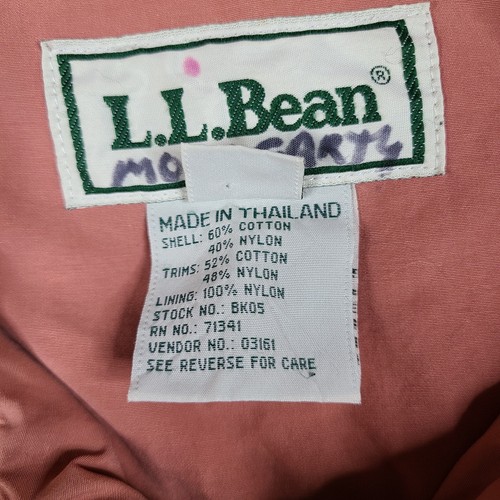 L.L.Bean®
MADE IN THAILAND
SHELL: 60% COTTON
40% NYLON
TRIMS: 52% COTTON
48% NYLON
LINING: 100% NYLON
STOCK NO.: BK05
RN NO.: 71341
VENDOR NO.: 03161
SEE REVERSE FOR CARE